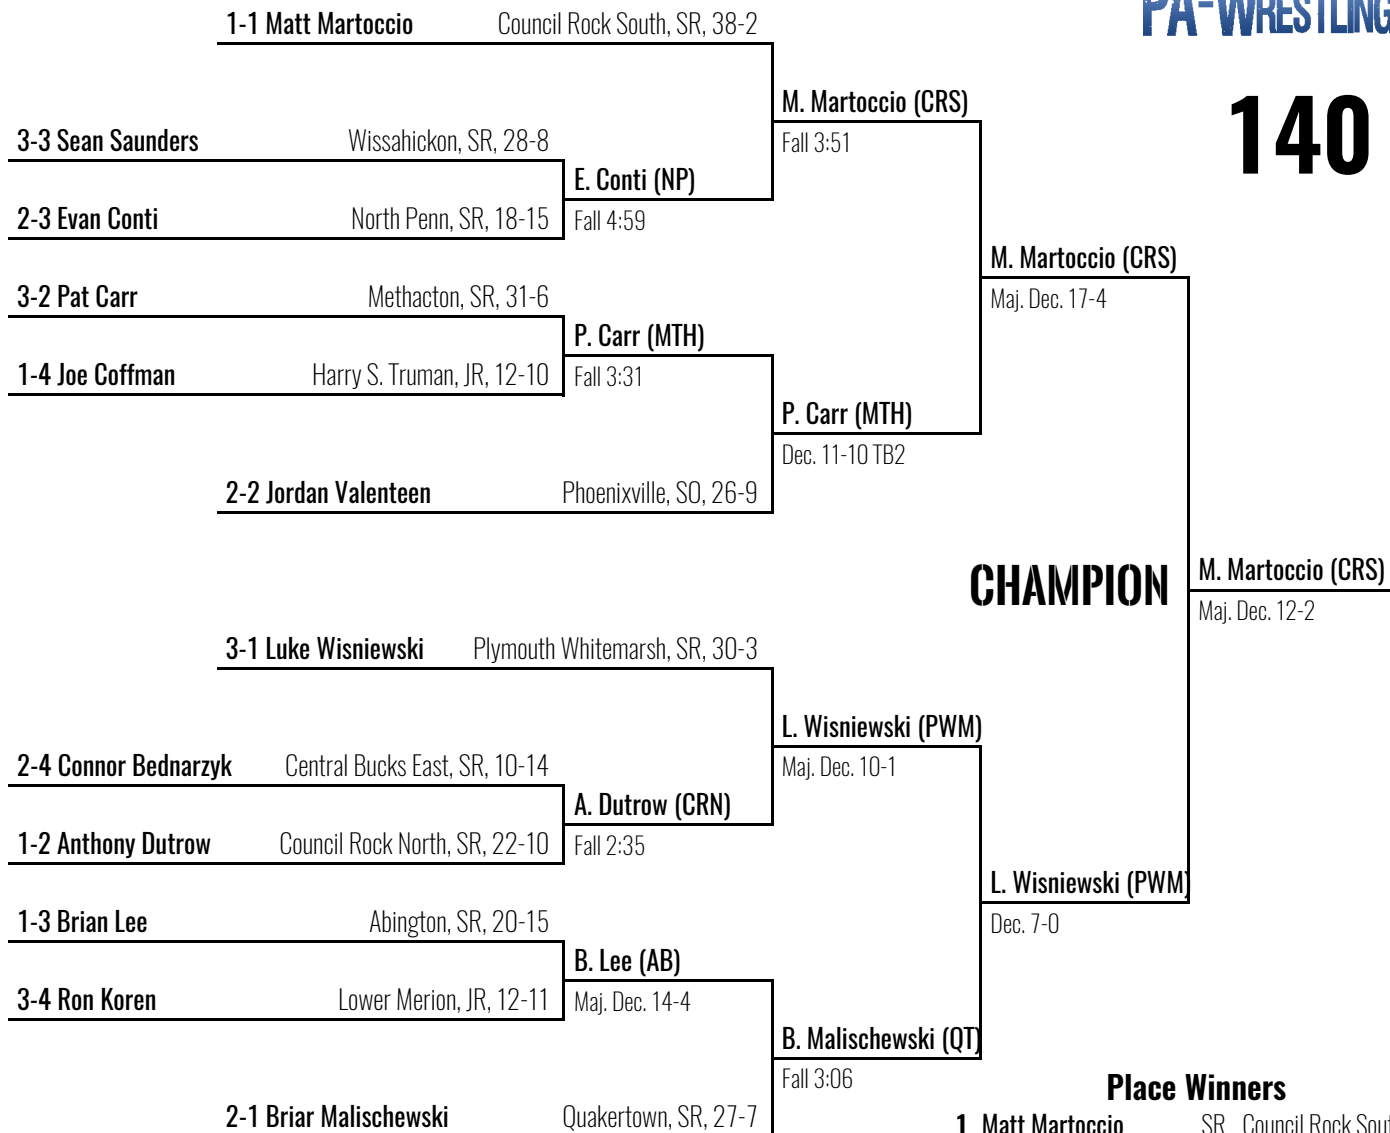 PA-WRESTLING
140
1-1 Matt Martoccio Council Rock South, SR, 38-2
M. Martoccio (CRS)
Fall 3:51
3-3 Sean Saunders Wissahickon, SR, 28-8
E. Conti (NP)
Fall 4:59
2-3 Evan Conti North Penn, SR, 18-15
M. Martoccio (CRS)
Maj. Dec. 17-4
3-2 Pat Carr Methacton, SR, 31-6
P. Carr (MTH)
Fall 3:31
1-4 Joe Coffman Harry S. Truman, JR, 12-10
P. Carr (MTH)
Dec. 11-10 TB2
2-2 Jordan Valenteen Phoenixville, SO, 26-9
CHAMPION
M. Martoccio (CRS)
Maj. Dec. 12-2
3-1 Luke Wisniewski Plymouth Whitemarsh, SR, 30-3
L. Wisniewski (PWM)
Maj. Dec. 10-1
2-4 Connor Bednarzyk Central Bucks East, SR, 10-14
A. Dutrow (CRN)
Fall 2:35
1-2 Anthony Dutrow Council Rock North, SR, 22-10
L. Wisniewski (PWM)
Dec. 7-0
1-3 Brian Lee Abington, SR, 20-15
B. Lee (AB)
Maj. Dec. 14-4
3-4 Ron Koren Lower Merion, JR, 12-11
B. Malischewski (QT)
Fall 3:06
2-1 Briar Malischewski Quakertown, SR, 27-7
Place Winners
1 Matt Martoccio SR Council Rock Sout